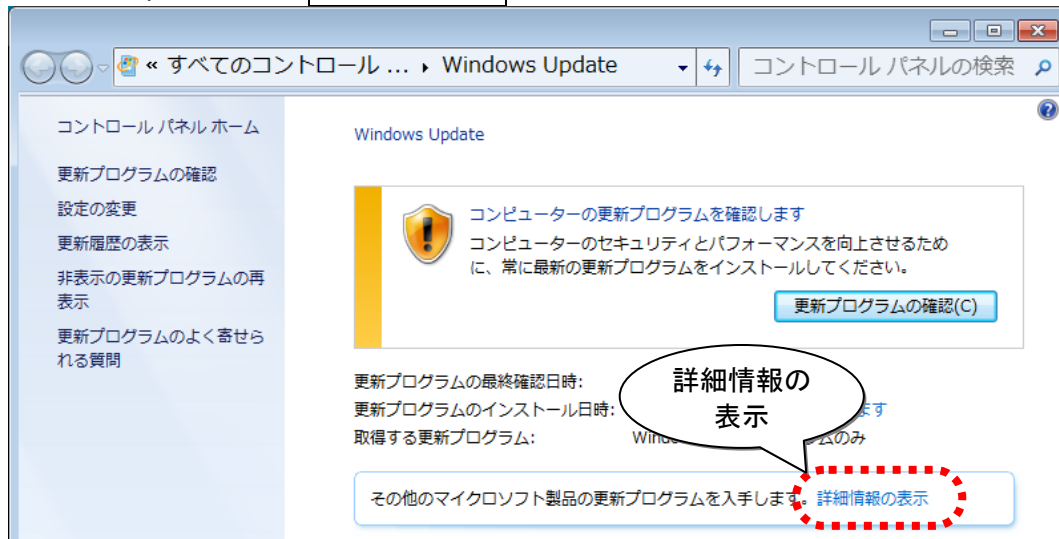 « すべてのコントロール ... ▸ Windows Update
コントロール パネルの検索
コントロール パネル ホーム
更新プログラムの確認
設定の変更
更新履歴の表示
非表示の更新プログラムの再
表示
更新プログラムのよく寄せら
れる質問
Windows Update
コンピューターの更新プログラムを確認します
コンピューターのセキュリティとパフォーマンスを向上させるため
に、常に最新の更新プログラムをインストールしてください。
更新プログラムの確認(C)
更新プログラムの最終確認日時:
更新プログラムのインストール日時:
取得する更新プログラム:
のみ
詳細情報の
表示
その他のマイクロソフト製品の更新プログラムを入手します。詳細情報の表示